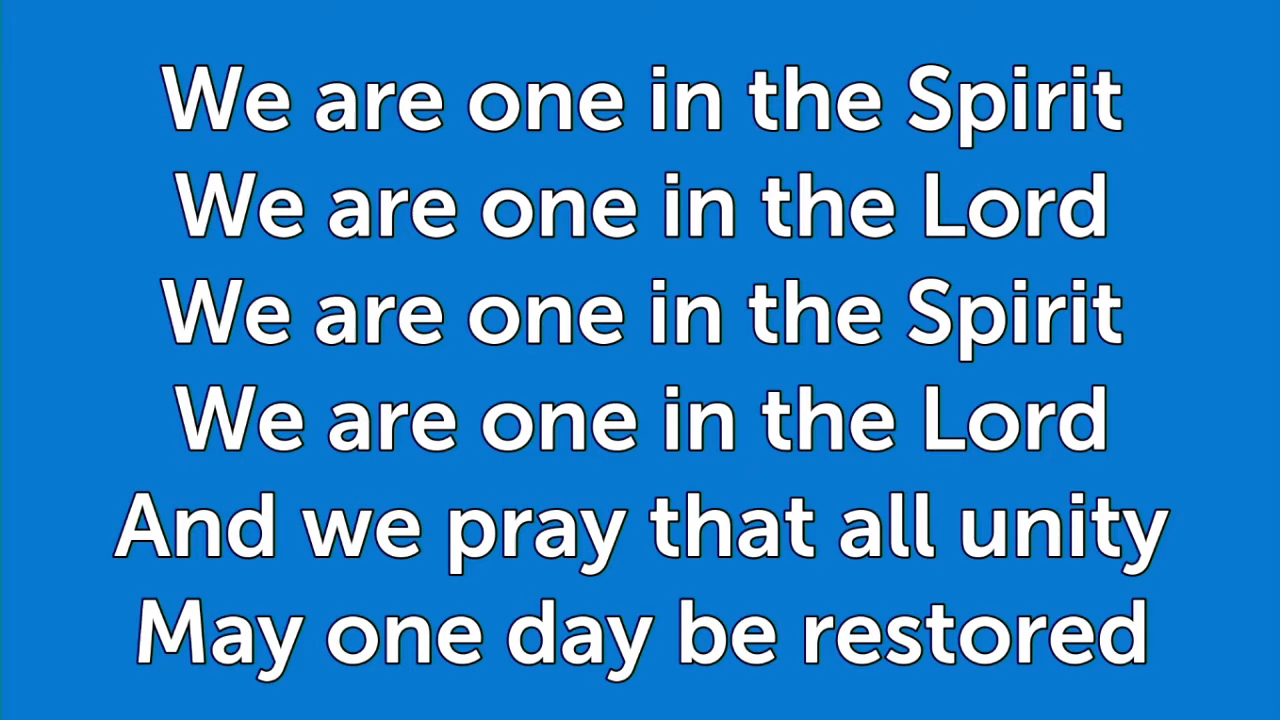 We are one in the Spirit
We are one in the Lord
We are one in the Spirit
We are one in the Lord
And we pray that all unity
May one day be restored